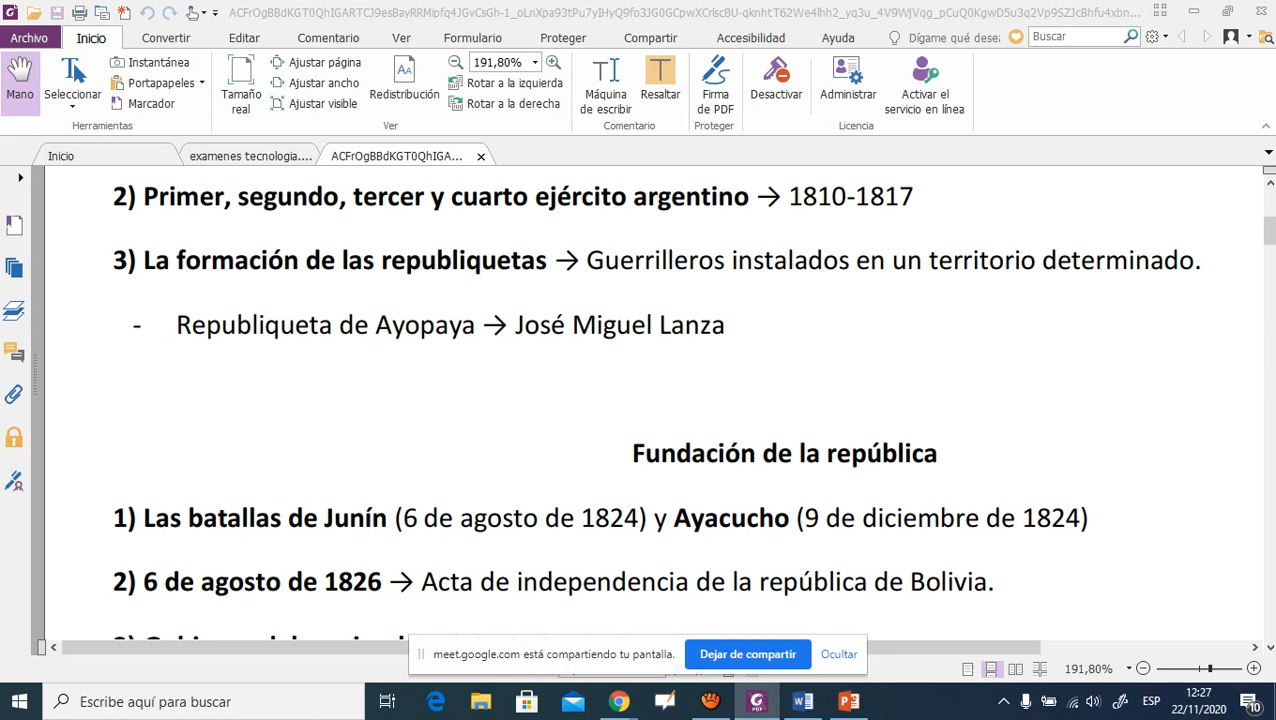 Archivo Inicio Convertir Editar Comentario Ver Formulario Proteger Compartir Accesibilidad Ayuda Dígame qué desea Buscar
Mano
Seleccionar
Instantánea
Portapapeles
Marcador
Herramientas
Tamaño real
Ajustar página
Ajustar ancho
Ajustar visible
Redistribución
191,80%
Rotar a la izquierda
Rotar a la derecha
Ver
Máquina de escribir
Resaltar
Comentario
Firma de PDF
Proteger
Desactivar
Administrar
Activar el servicio en línea
Licencia
Inicio examenes tecnologia.... ACFrOgBBdKGT0QhIGA...
2) Primer, segundo, tercer y cuarto ejército argentino → 1810-1817
3) La formación de las republiquetas → Guerrilleros instalados en un territorio determinado.
- Republiqueta de Ayopaya → José Miguel Lanza
Fundación de la república
1) Las batallas de Junín (6 de agosto de 1824) y Ayacucho (9 de diciembre de 1824)
2) 6 de agosto de 1826 → Acta de independencia de la república de Bolivia.
meet.google.com está compartiendo tu pantalla. Dejar de compartir Ocultar
191,80%
Escribe aquí para buscar
ESP
12:27
22/11/2020
10